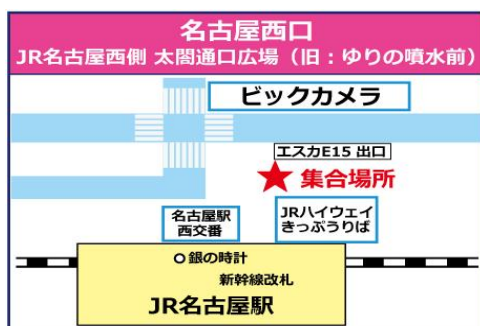 名古屋西口
JR名古屋西側 太閤通口広場（旧：ゆりの噴水前）
ビックカメラ
エスカE15 出口
★ 集合場所
名古屋駅
西交番
JRハイウェイ
きっぷうりば
銀の時計
新幹線改札
JR名古屋駅